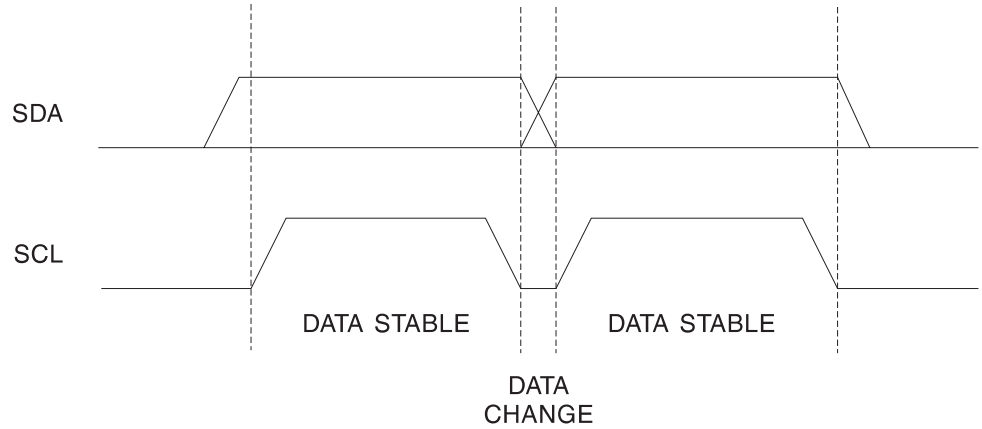 SDA
SCL
DATA STABLE
DATA STABLE
DATA
CHANGE